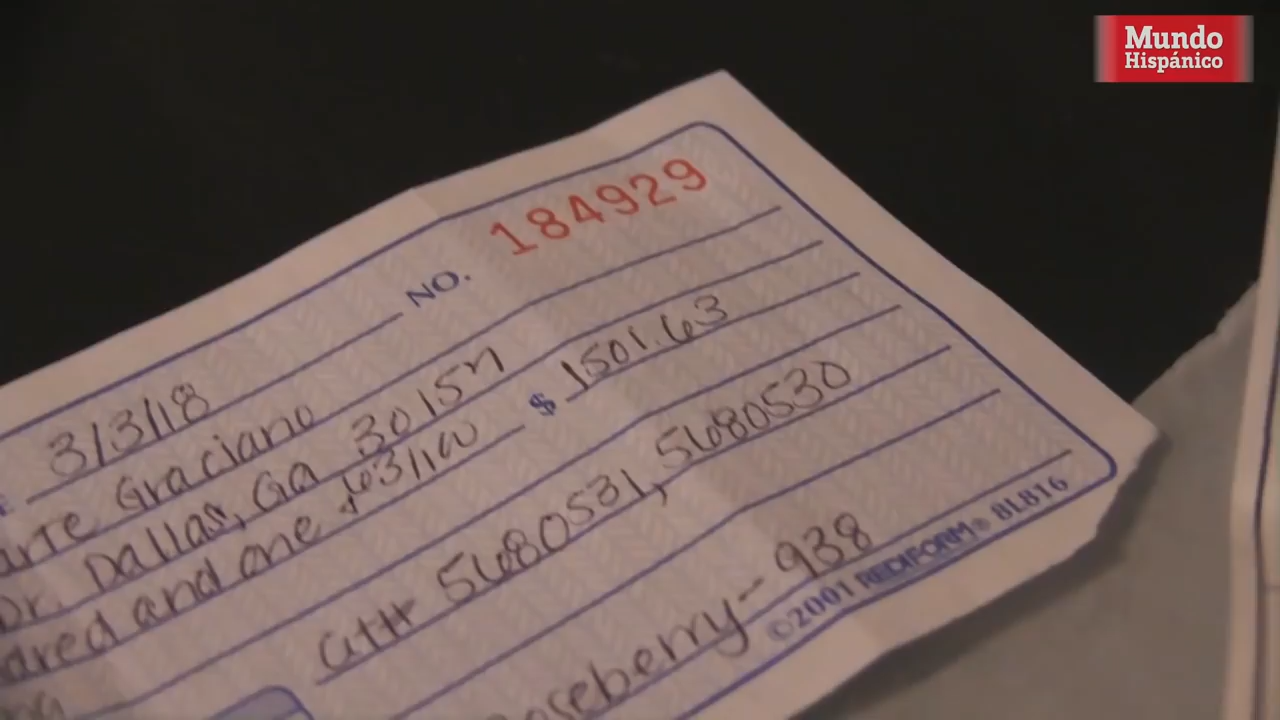 Mundo
Hispánico
NO. 184929
3/3/18
Graciano
Dr. Dallas, Ga 30157
and one & 63/100 $ 1501.63
5680531, 5680530
938
©2001 REDIFORM® 8L816